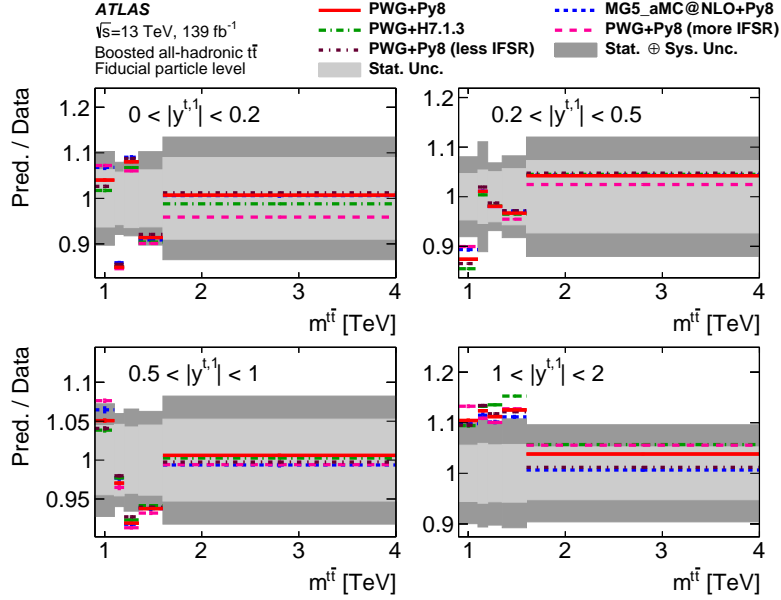 ATLAS
√s=13 TeV, 139 fb⁻¹
Boosted all-hadronic tt̄
Fiducial particle level
PWG+Py8
PWG+H7.1.3
PWG+Py8 (less IFSR)
Stat. Unc.
MG5_aMC@NLO+Py8
PWG+Py8 (more IFSR)
Stat. ⊕ Sys. Unc.
Pred. / Data
0 < |y^{t,1}| < 0.2
1.2
1.1
1
0.9
1 2 3 4
m^{tt̄} [TeV]
0.2 < |y^{t,1}| < 0.5
1.2
1.1
1
0.9
1 2 3 4
m^{tt̄} [TeV]
Pred. / Data
0.5 < |y^{t,1}| < 1
1.1
1.05
1
0.95
1 2 3 4
m^{tt̄} [TeV]
1 < |y^{t,1}| < 2
1.2
1.1
1
0.9
1 2 3 4
m^{tt̄} [TeV]